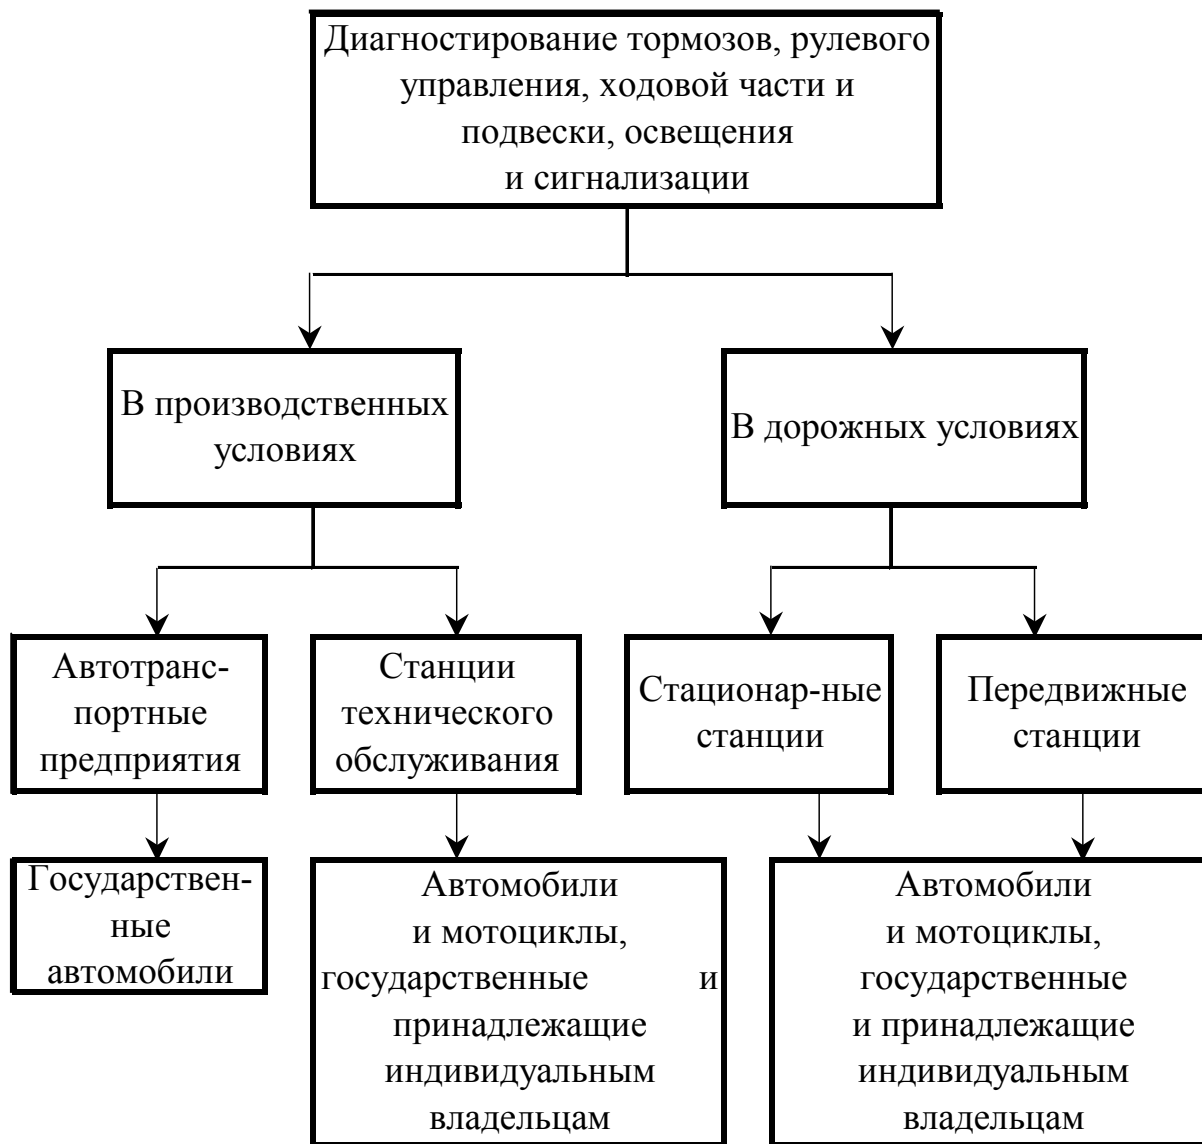 Диагностирование тормозов, рулевого
управления, ходовой части и
подвески, освещения
и сигнализации
В производственных
условиях
В дорожных условиях
Автотранс-
портные
предприятия
Станции
технического
обслуживания
Стационар-ные
станции
Передвижные
станции
Государствен-
ные
автомобили
Автомобили
и мотоциклы,
государственные и
принадлежащие
индивидуальным
владельцам
Автомобили
и мотоциклы,
государственные
и принадлежащие
индивидуальным
владельцам